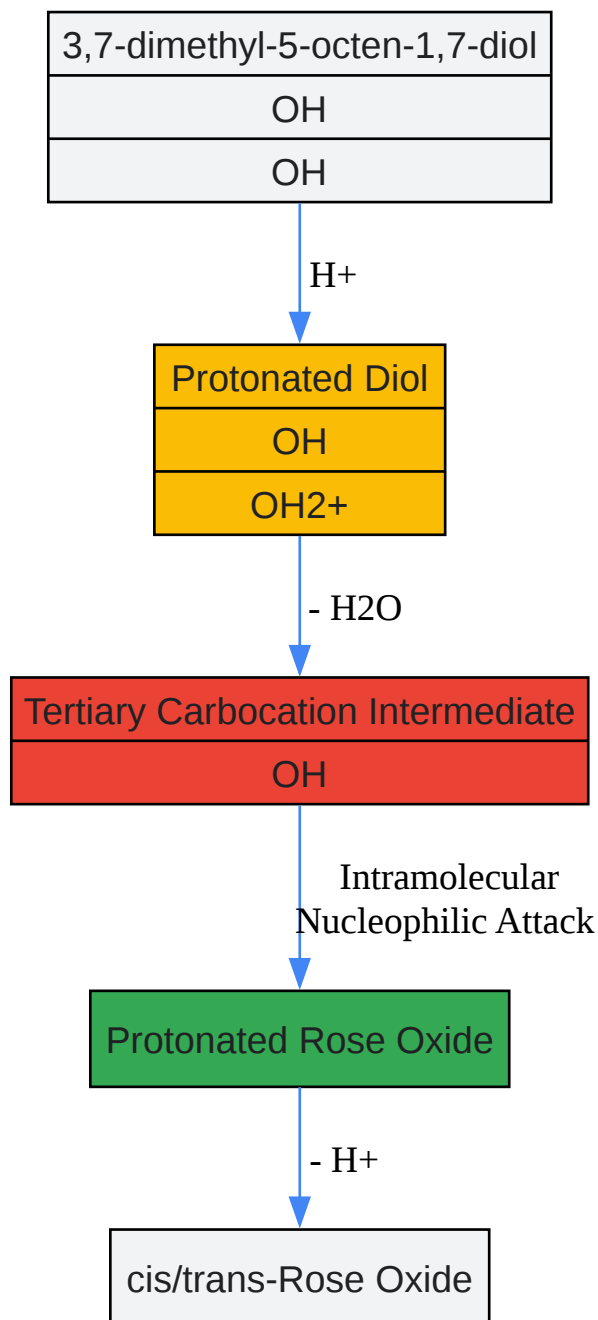 3,7-dimethyl-5-octen-1,7-diol
OH
OH
H+
Protonated Diol
OH
OH2+
- H2O
Tertiary Carbocation Intermediate
OH
Intramolecular
Nucleophilic Attack
Protonated Rose Oxide
- H+
cis/trans-Rose Oxide